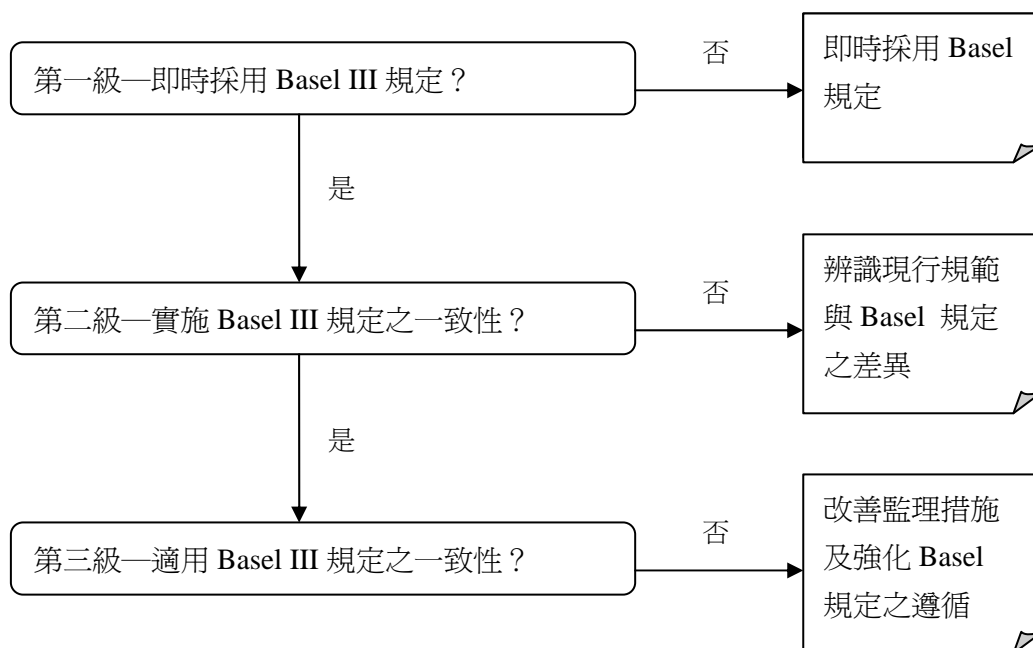 第一級─即時採用 Basel III 規定？
否
即時採用 Basel
規定
是
第二級─實施 Basel III 規定之一致性？
否
辨識現行規範
與 Basel 規定
之差異
是
第三級─適用 Basel III 規定之一致性？
否
改善監理措施
及強化 Basel
規定之遵循